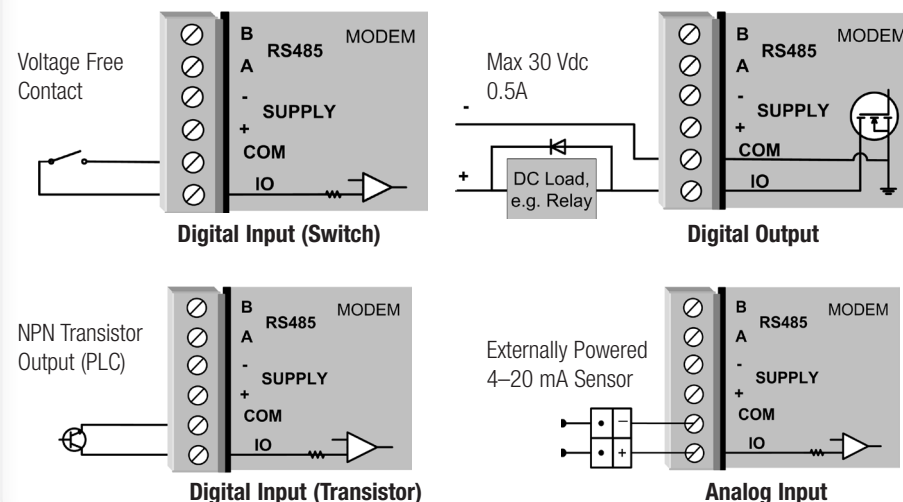 Voltage Free
Contact
B
RS485
MODEM
A
-
SUPPLY
+
COM
IO
Digital Input (Switch)
Max 30 Vdc
0.5A
-
+
DC Load,
e.g. Relay
B
RS485
MODEM
A
-
SUPPLY
+
COM
IO
Digital Output
NPN Transistor
Output (PLC)
B
RS485
MODEM
A
-
SUPPLY
+
COM
IO
Digital Input (Transistor)
Externally Powered
4–20 mA Sensor
–
+
B
RS485
MODEM
A
-
SUPPLY
+
COM
IO
Analog Input